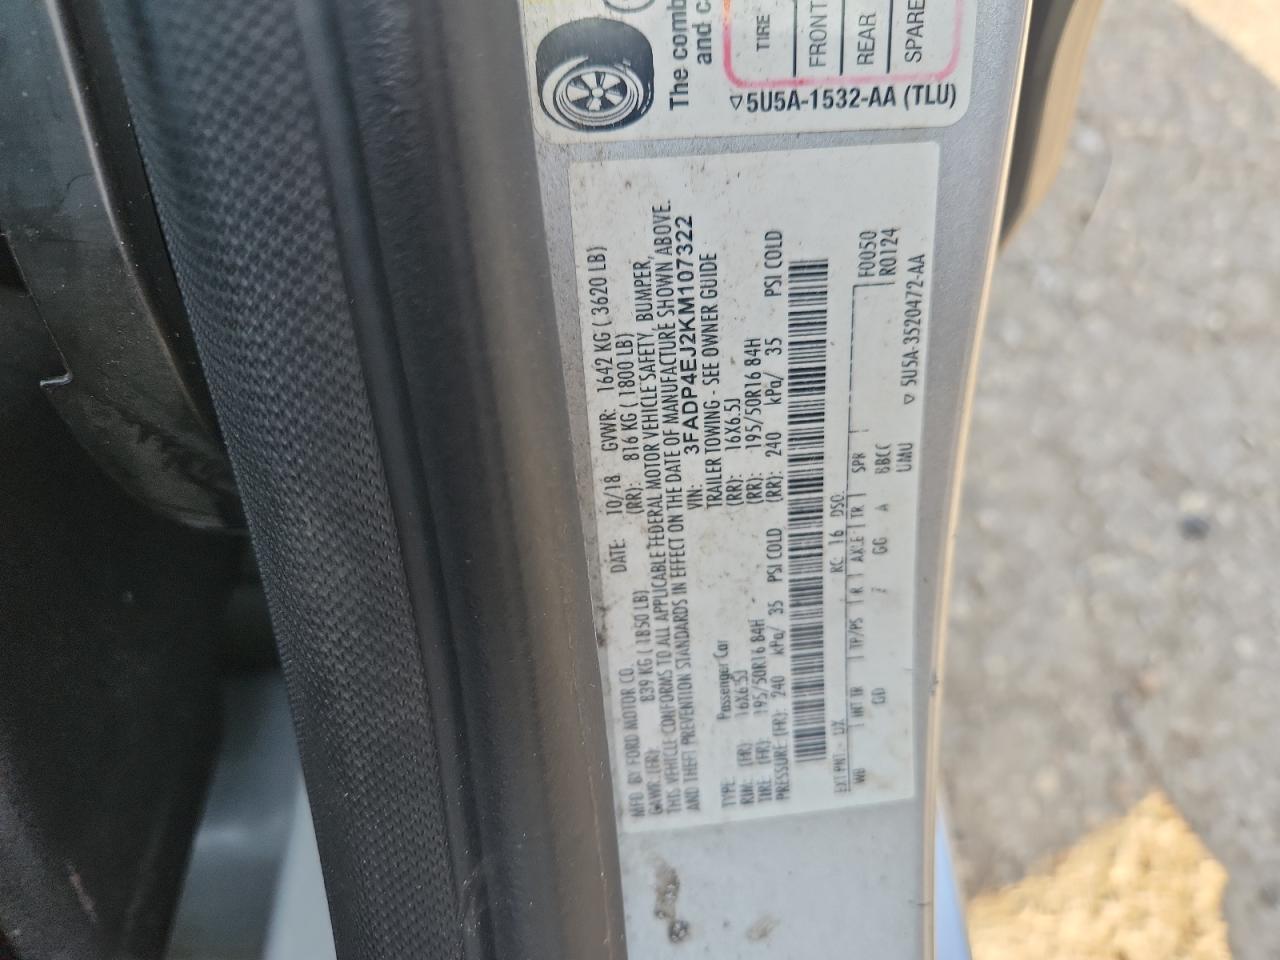 The comb
and c
TIRE
FRONT
REAR
SPARE
▽5U5A-1532-AA (TLU)
MFD. BY FORD MOTOR CO.
DATE: 10/18 GVWR: 1642 KG ( 3620 LB)
GAWR: (FR): 839 KG ( 1850 LB) (RR): 816 KG ( 1800 LB)
THIS VEHICLE CONFORMS TO ALL APPLICABLE FEDERAL MOTOR VEHICLE SAFETY, BUMPER,
AND THEFT PREVENTION STANDARDS IN EFFECT ON THE DATE OF MANUFACTURE SHOWN ABOVE.
VIN: 3FADP4EJ2KM107322
TYPE: Passenger Car TRAILER TOWING - SEE OWNER GUIDE
RIM: (FR): 16X6.5J (RR): 16X6.5J
TIRE: (FR): 195/50R16 84H (RR): 195/50R16 84H
PRESSURE (FR): 240 kPa/ 35 PSI COLD (RR): 240 kPa/ 35 PSI COLD
EXT PNT: UX RC: 16 DSO: F0050
WB INT TR TP/PS R AXLE TR SPR R0124
GD GG A BBCC
UMU ▽ 5U5A-3520472-AA